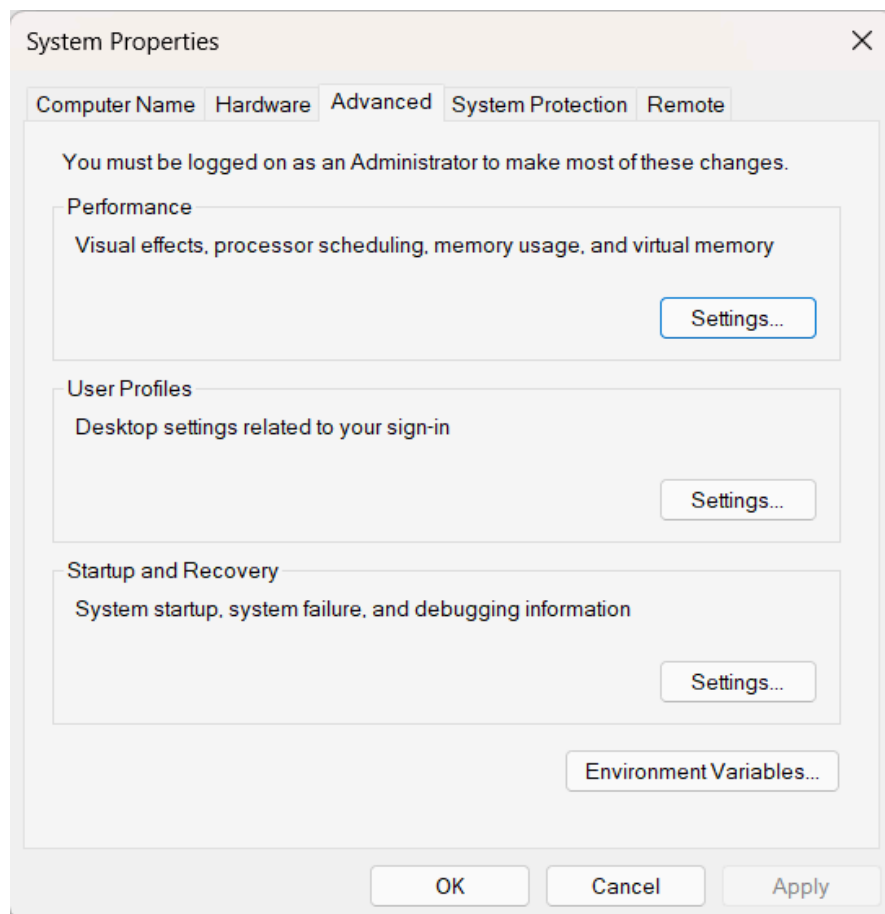 System Properties
Computer Name Hardware Advanced System Protection Remote
You must be logged on as an Administrator to make most of these changes.
Performance
Visual effects, processor scheduling, memory usage, and virtual memory
Settings...
User Profiles
Desktop settings related to your sign-in
Settings...
Startup and Recovery
System startup, system failure, and debugging information
Settings...
Environment Variables...
OK Cancel Apply